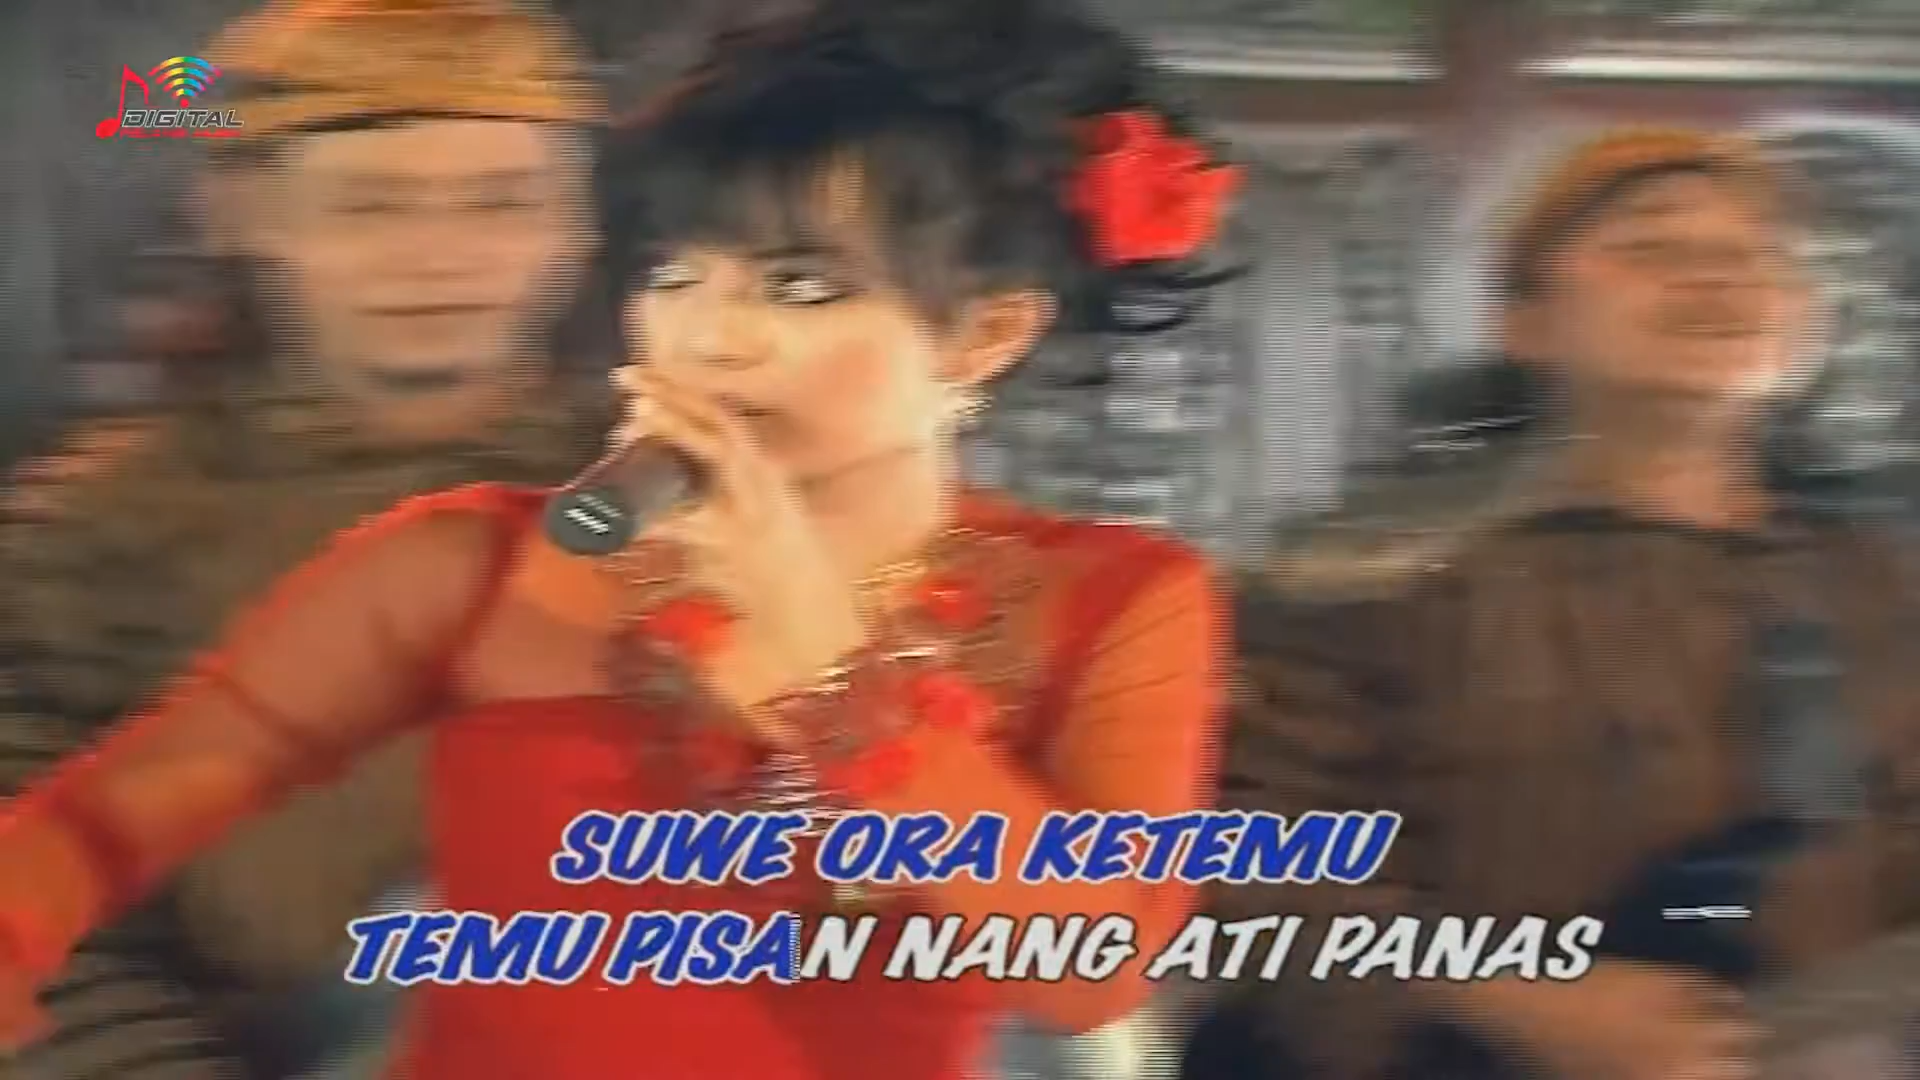 DIGITAL
SUWE ORA KETEMU
TEMU PISAN NANG ATI PANAS